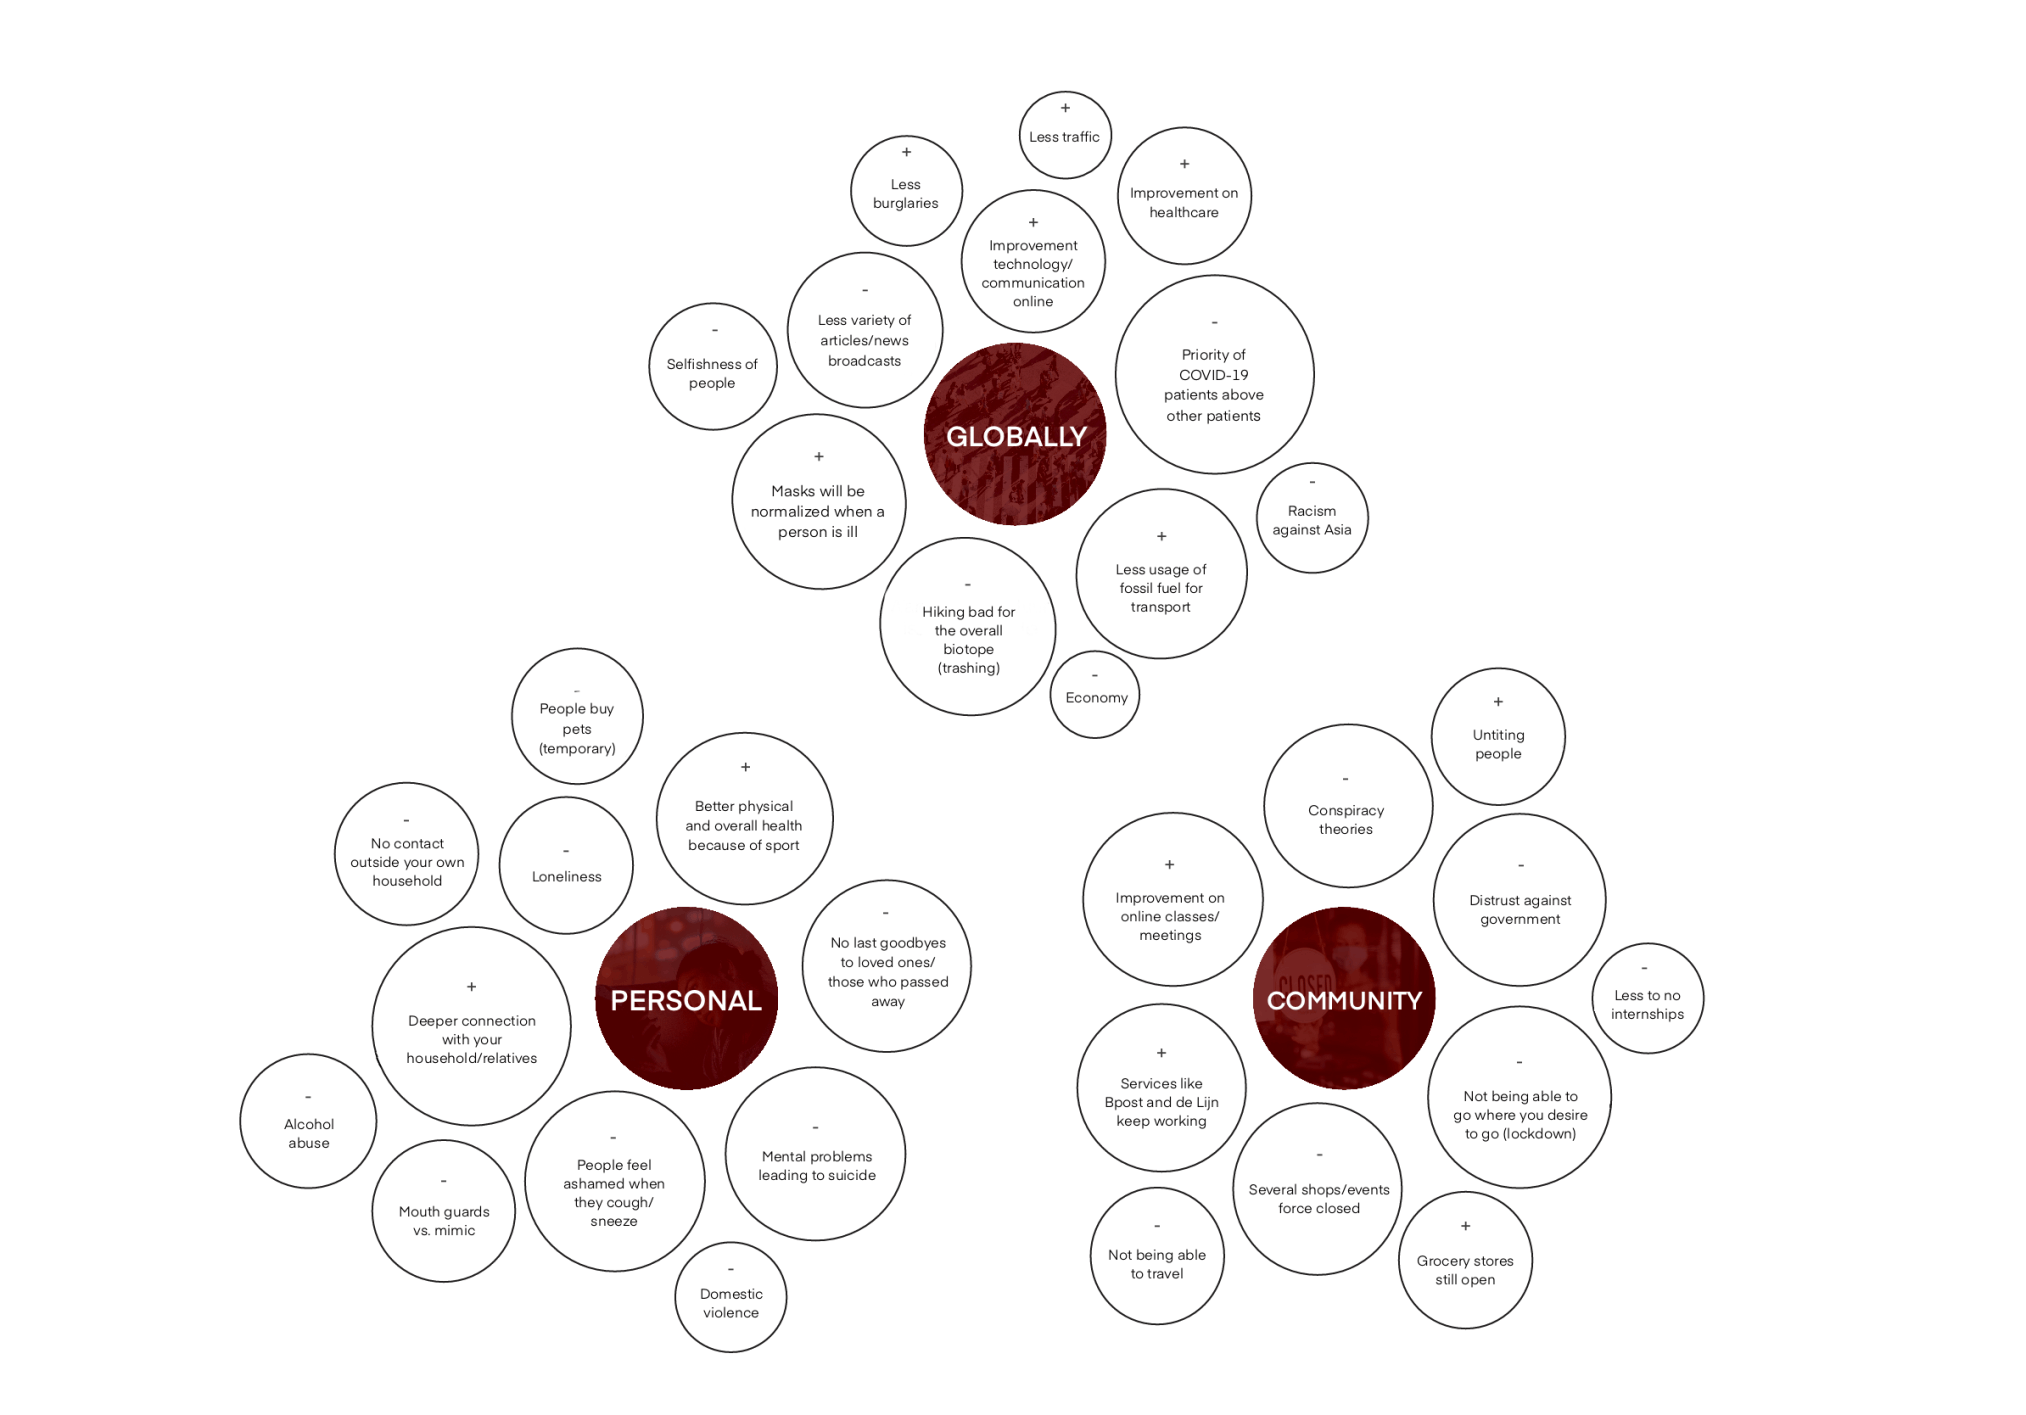 +
Less traffic
+
Less
burglaries
+
Improvement on
healthcare
+
Improvement
technology/
communication
online
-
Less variety of
articles/news
broadcasts
-
Selfishness of
people
-
Priority of
COVID-19
patients above
other patients
GLOBALLY
+
Masks will be
normalized when a
person is ill
-
Racism
against Asia
+
Less usage of
fossil fuel for
transport
-
Hiking bad for
the overall
biotope
(trashing)
-
Economy
-
People buy
pets
(temporary)
+
Better physical
and overall health
because of sport
-
No contact
outside your own
household
-
Loneliness
-
No last goodbyes
to loved ones/
those who passed
away
PERSONAL
+
Deeper connection
with your
household/relatives
-
Alcohol
abuse
-
Mouth guards
vs. mimic
-
People feel
ashamed when
they cough/
sneeze
-
Mental problems
leading to suicide
-
Domestic
violence
+
Untiting
people
-
Conspiracy
theories
+
Improvement on
online classes/
meetings
-
Distrust against
government
CLOSED
COMMUNITY
-
Less to no
internships
+
Services like
Bpost and de Lijn
keep working
-
Not being able to
go where you desire
to go (lockdown)
-
Several shops/events
force closed
-
Not being able
to travel
+
Grocery stores
still open